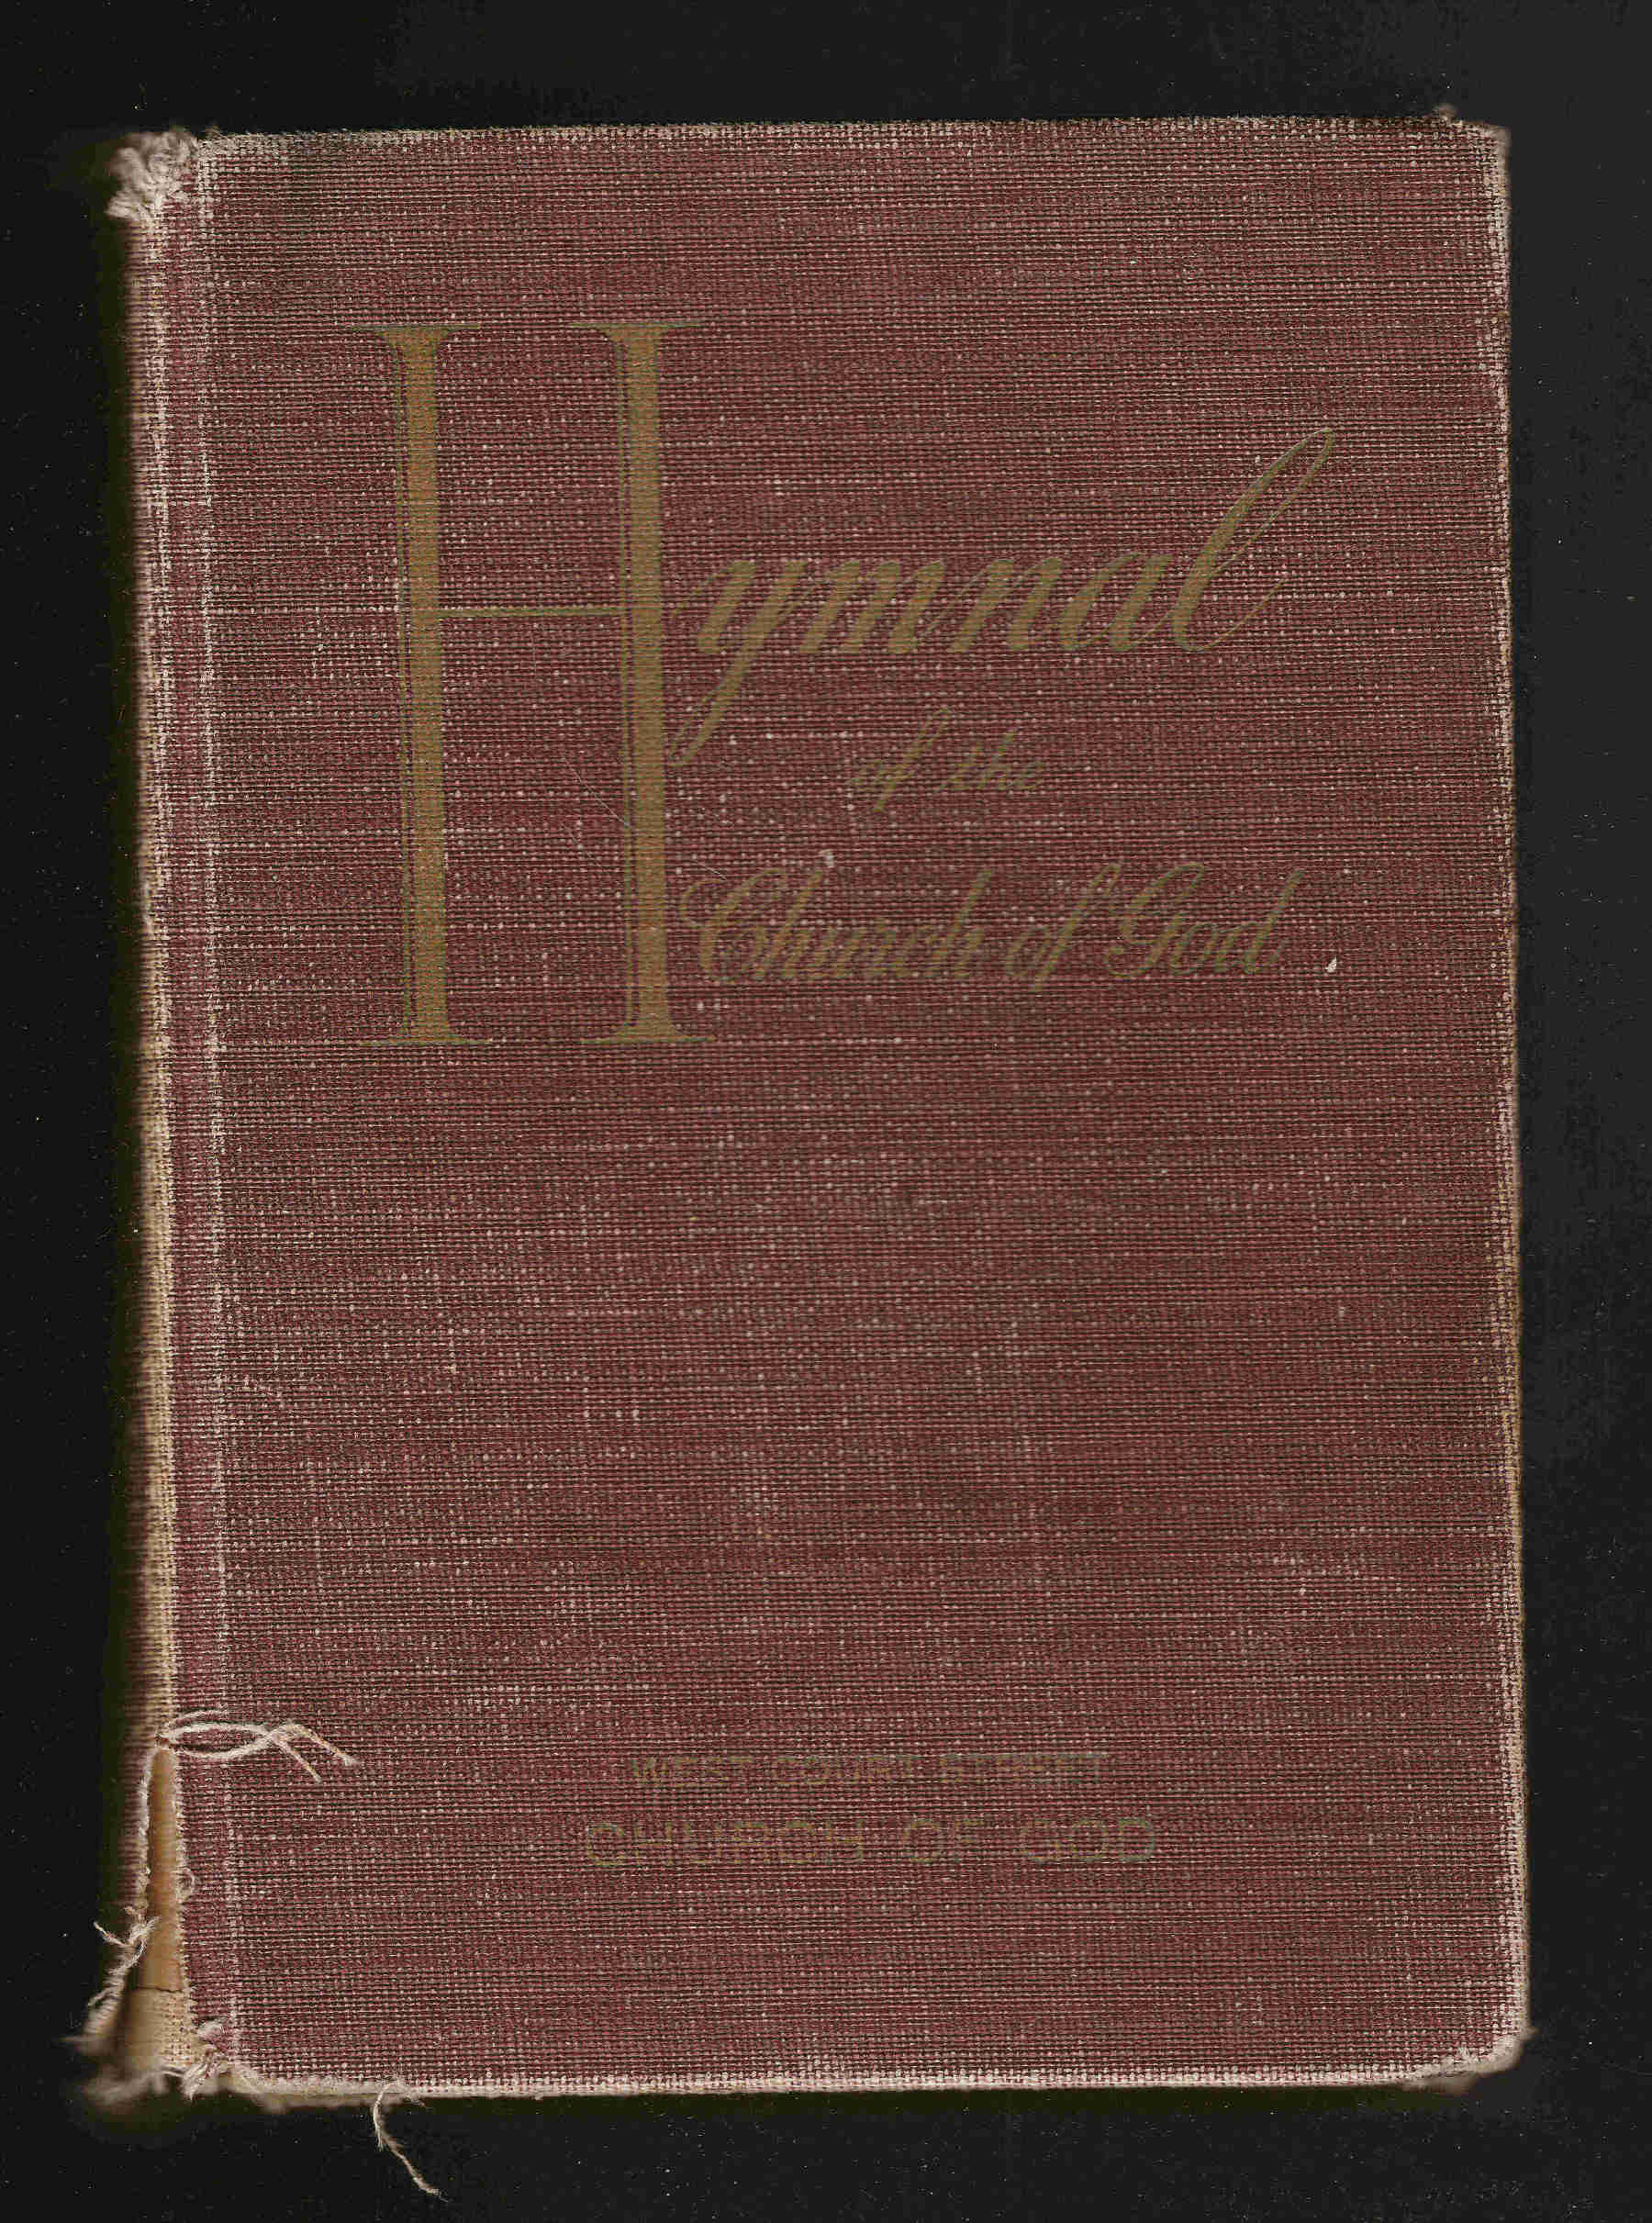 Hymnal
of the
Church of God
WEST COURT STREET
CHURCH OF GOD